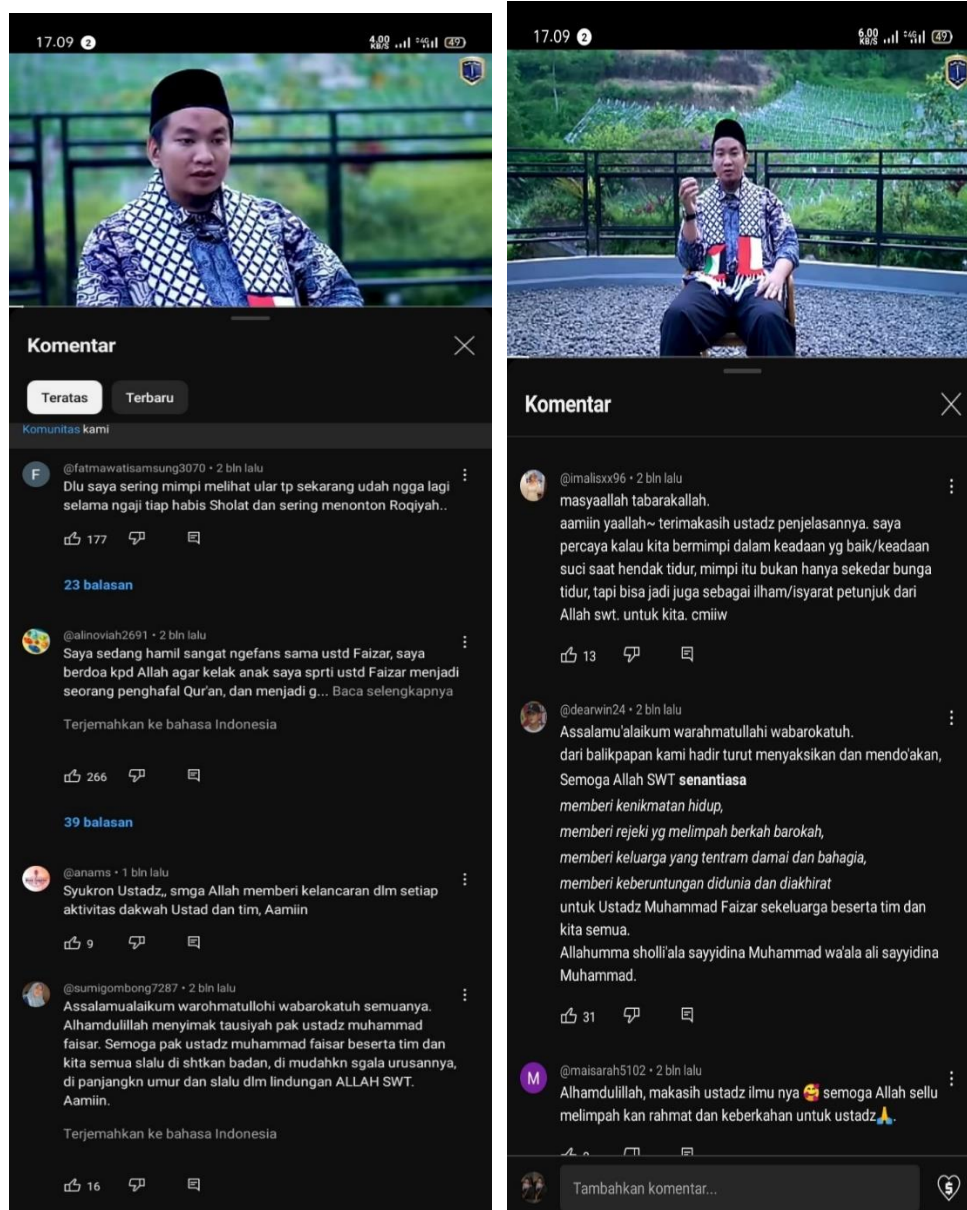 17.09 2
4.00 KB/S 4G 49
Komentar
Teratas Terbaru
Komunitas kami
F
@fatmawatisamsung3070 • 2 bln lalu
Dlu saya sering mimpi melihat ular tp sekarang udah ngga lagi
selama ngaji tiap habis Sholat dan sering menonton Roqiyah..
177
23 balasan
@alinoviah2691 • 2 bln lalu
Saya sedang hamil sangat ngefans sama ustd Faizar, saya
berdoa kpd Allah agar kelak anak saya sprti ustd Faizar menjadi
seorang penghafal Qur'an, dan menjadi g... Baca selengkapnya
Terjemahkan ke bahasa Indonesia
266
39 balasan
@anams • 1 bln lalu
Syukron Ustadz,, smga Allah memberi kelancaran dlm setiap
aktivitas dakwah Ustad dan tim, Aamiin
9
@sumigombong7287 • 2 bln lalu
Assalamualaikum warohmatullohi wabarokatuh semuanya.
Alhamdulillah menyimak tausiyah pak ustadz muhammad
faisar. Semoga pak ustadz muhammad faisar beserta tim dan
kita semua slalu di shtkan badan, di mudahkn sgala urusannya,
di panjangkn umur dan slalu dlm lindungan ALLAH SWT.
Aamiin.
Terjemahkan ke bahasa Indonesia
16
17.09 2
6.00 KB/S 4G 49
Komentar
@imalisxx96 • 2 bln lalu
masyaallah tabarakallah.
aamiin yaallah~ terimakasih ustadz penjelasannya. saya
percaya kalau kita bermimpi dalam keadaan yg baik/keadaan
suci saat hendak tidur, mimpi itu bukan hanya sekedar bunga
tidur, tapi bisa jadi juga sebagai ilham/isyarat petunjuk dari
Allah swt. untuk kita. cmiiw
13
@dearwin24 • 2 bln lalu
Assalamu'alaikum warahmatullahi wabarokatuh.
dari balikpapan kami hadir turut menyaksikan dan mendo'akan,
Semoga Allah SWT senantiasa
memberi kenikmatan hidup,
memberi rejeki yg melimpah berkah barokah,
memberi keluarga yang tentram damai dan bahagia,
memberi keberuntungan didunia dan diakhirat
untuk Ustadz Muhammad Faizar sekeluarga beserta tim dan
kita semua.
Allahumma sholli'ala sayyidina Muhammad wa'ala ali sayyidina
Muhammad.
31
M
@maisarah5102 • 2 bln lalu
Alhamdulillah, makasih ustadz ilmu nya 🥰 semoga Allah sellu
melimpah kan rahmat dan keberkahan untuk ustadz🙏.
Tambahkan komentar...